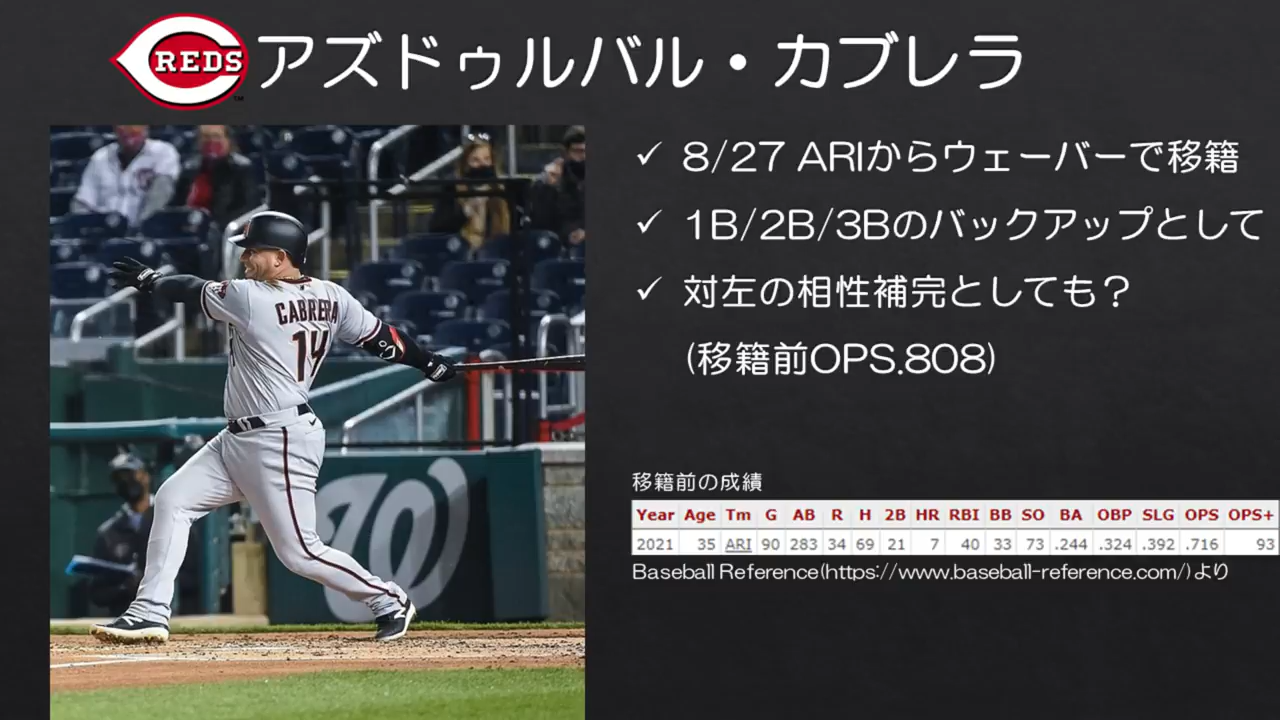 REDS アズドゥルバル・カブレラ
TM
✓ 8/27 ARIからウェーバーで移籍
✓ 1B/2B/3Bのバックアップとして
✓ 対左の相性補完としても？
(移籍前OPS.808)
CABRERA
14
W
移籍前の成績
Year Age Tm G AB R H 2B HR RBI BB SO BA OBP SLG OPS OPS+
2021 35 ARI 90 283 34 69 21 7 40 33 73 .244 .324 .392 .716 93
Baseball Reference(https://www.baseball-reference.com/)より